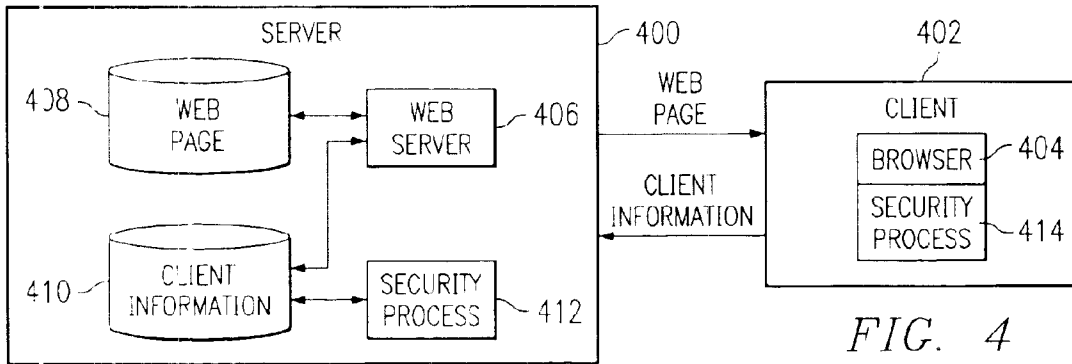 SERVER
400
408
WEB
PAGE
WEB
SERVER
406
410
CLIENT
INFORMATION
SECURITY
PROCESS
412
WEB
PAGE
CLIENT
INFORMATION
402
CLIENT
BROWSER
404
SECURITY
PROCESS
414
FIG. 4